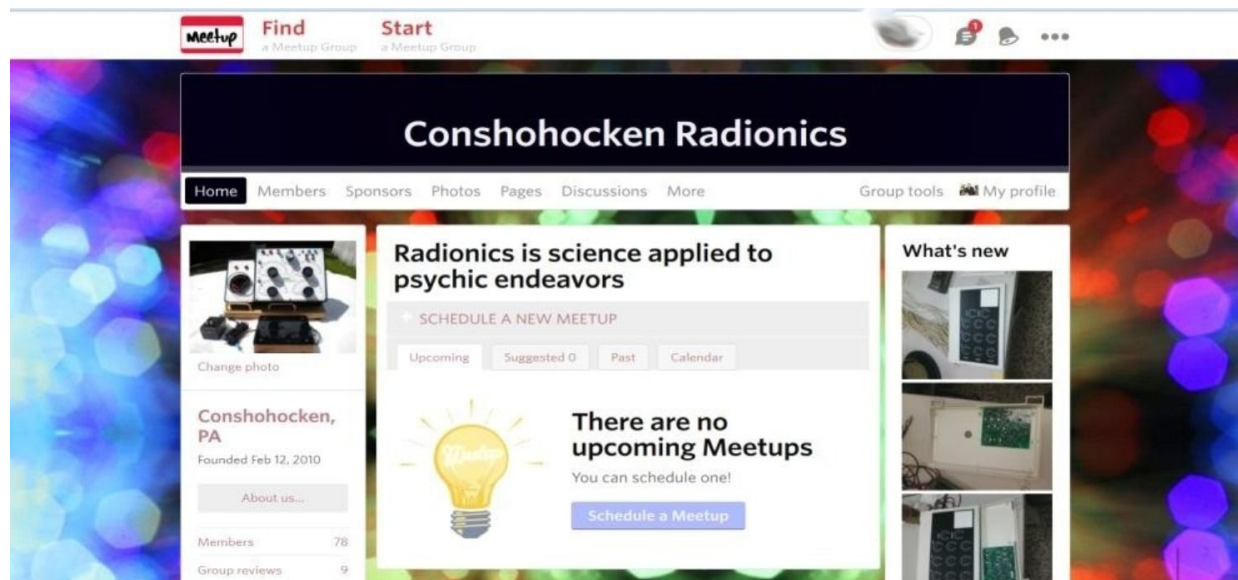 Meetup
Find
a Meetup Group
Start
a Meetup Group
1
Conshohocken Radionics
Home Members Sponsors Photos Pages Discussions More Group tools My profile
Change photo
Conshohocken,
PA
Founded Feb 12, 2010
About us...
Members 78
Group reviews 9
Radionics is science applied to
psychic endeavors
+ SCHEDULE A NEW MEETUP
Upcoming Suggested 0 Past Calendar
Meetup
There are no
upcoming Meetups
You can schedule one!
Schedule a Meetup
What's new